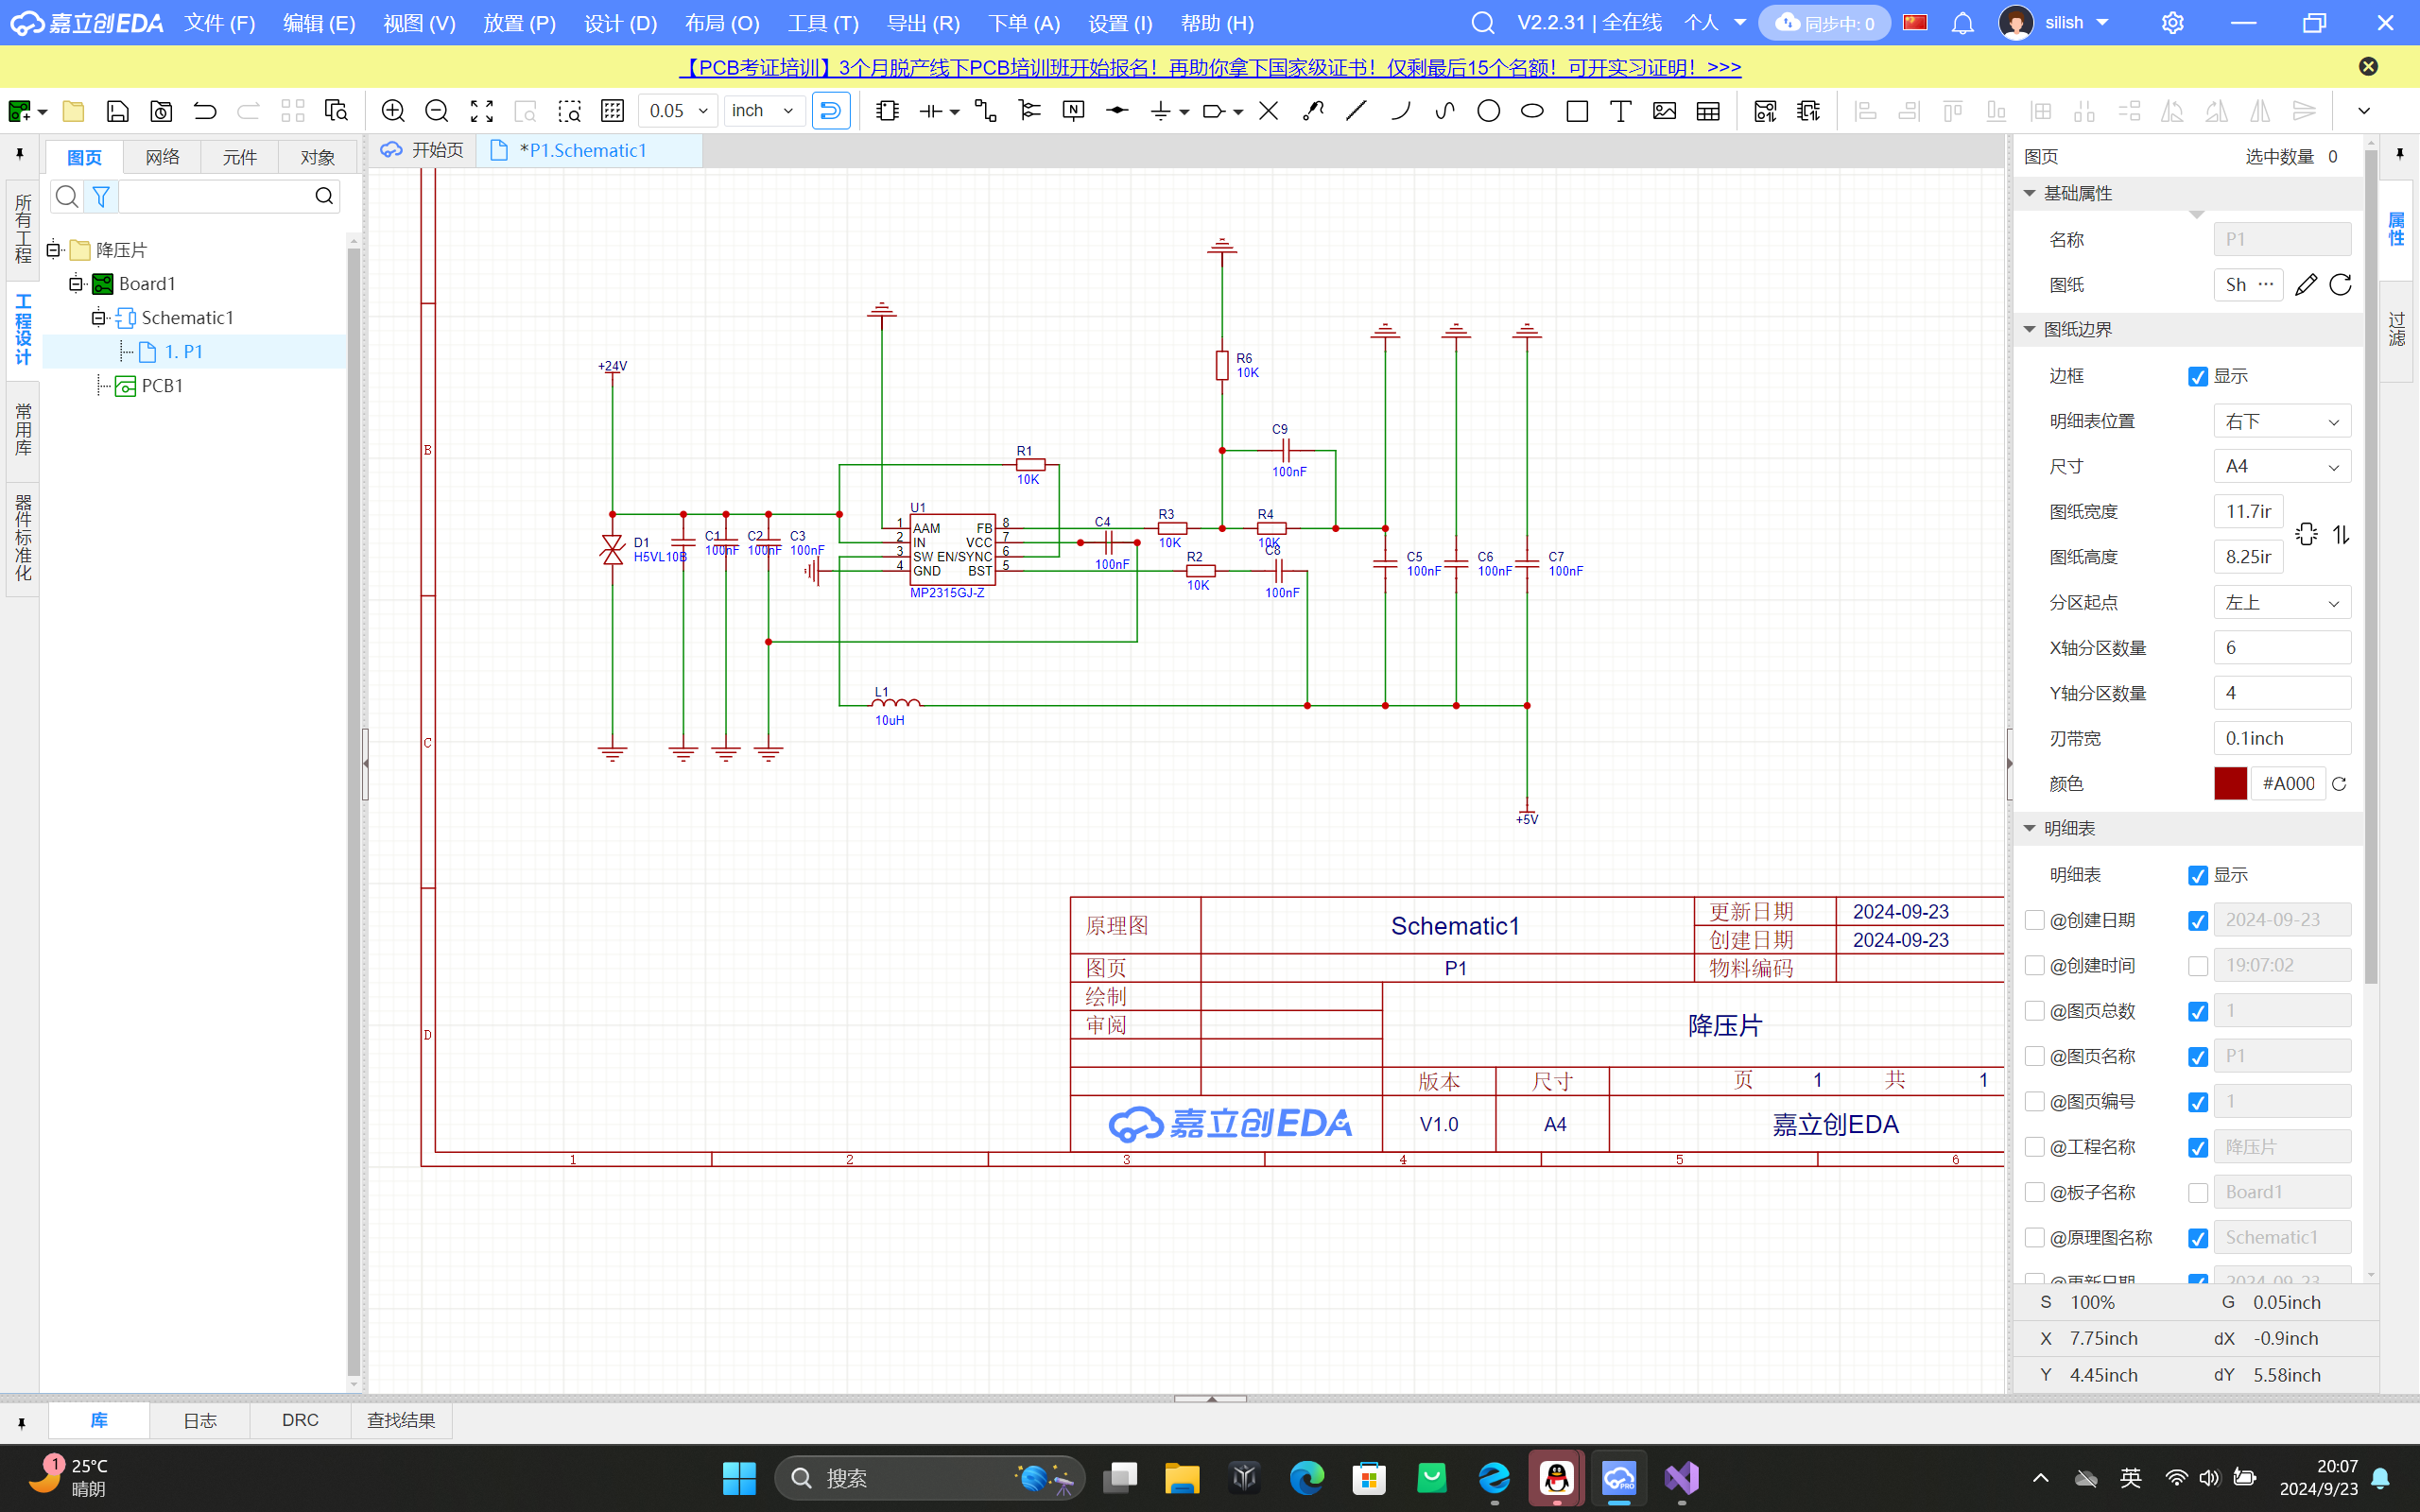 嘉立创EDA 文件 (F) 编辑 (E) 视图 (V) 放置 (P) 设计 (D) 布局 (O) 工具 (T) 导出 (R) 下单 (A) 设置 (I) 帮助 (H) V2.2.31 | 全在线 个人 同步中: 0 silish
【PCB考证培训】3个月脱产线下PCB培训班开始报名！再助你拿下国家级证书！仅剩最后15个名额！可开实习证明！>>>
0.05 inch
图页 网络 元件 对象
开始页 *P1.Schematic1
所有工程
工程设计
常用库
器件标准化
降压片
Board1
Schematic1
1. P1
PCB1
+24V
R6
10K
C9
100nF
R1
10K
U1
1 AAM FB 8
2 IN VCC 7
3 SW EN/SYNC 6
4 GND BST 5
MP2315GJ-Z
D1
H5VL10B
C1
100nF
C2
100nF
C3
100nF
C4
100nF
R3
10K
R4
10K
R2
10K
C8
100nF
C5
100nF
C6
100nF
C7
100nF
L1
10uH
+5V
B
C
D
原理图 Schematic1 更新日期 2024-09-23
创建日期 2024-09-23
图页 P1 物料编码
绘制
审阅
降压片
版本 尺寸 页 1 共 1
嘉立创EDA V1.0 A4 嘉立创EDA
1 2 3 4 5 6
图页 选中数量 0
基础属性
名称 P1
图纸 Sh ···
图纸边界
边框 显示
明细表位置 右下
尺寸 A4
图纸宽度 11.7ir
图纸高度 8.25ir
分区起点 左上
X轴分区数量 6
Y轴分区数量 4
刃带宽 0.1inch
颜色 #A000
明细表
明细表 显示
@创建日期 2024-09-23
@创建时间 19:07:02
@图页总数 1
@图页名称 P1
@图页编号 1
@工程名称 降压片
@板子名称 Board1
@原理图名称 Schematic1
@更新日期 2024-09-23
S 100% G 0.05inch
X 7.75inch dX -0.9inch
Y 4.45inch dY 5.58inch
属性
过滤
库 日志 DRC 查找结果
1 25°C
晴朗
搜索
PRO
英
20:07
2024/9/23